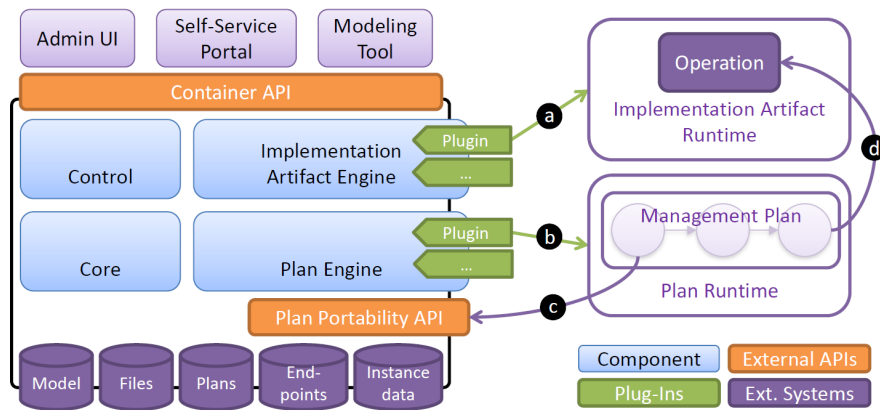 Admin UI
Self-Service
Portal
Modeling
Tool
Container API
Control
Implementation
Artifact Engine
Plugin
...
Core
Plan Engine
Plugin
...
Plan Portability API
Model
Files
Plans
End-
points
Instance
data
a
b
c
d
Operation
Implementation Artifact
Runtime
Management Plan
Plan Runtime
Component
External APIs
Plug-Ins
Ext. Systems